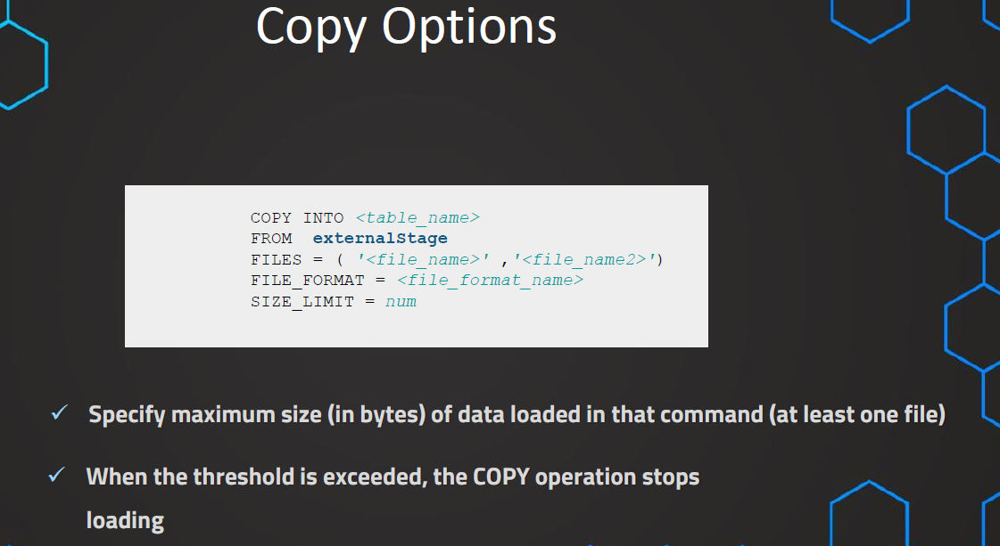 Copy Options
COPY INTO <table_name>
FROM externalStage
FILES = ( '<file_name>' ,'<file_name2>')
FILE_FORMAT = <file_format_name>
SIZE_LIMIT = num
✓ Specify maximum size (in bytes) of data loaded in that command (at least one file)
✓ When the threshold is exceeded, the COPY operation stops
loading